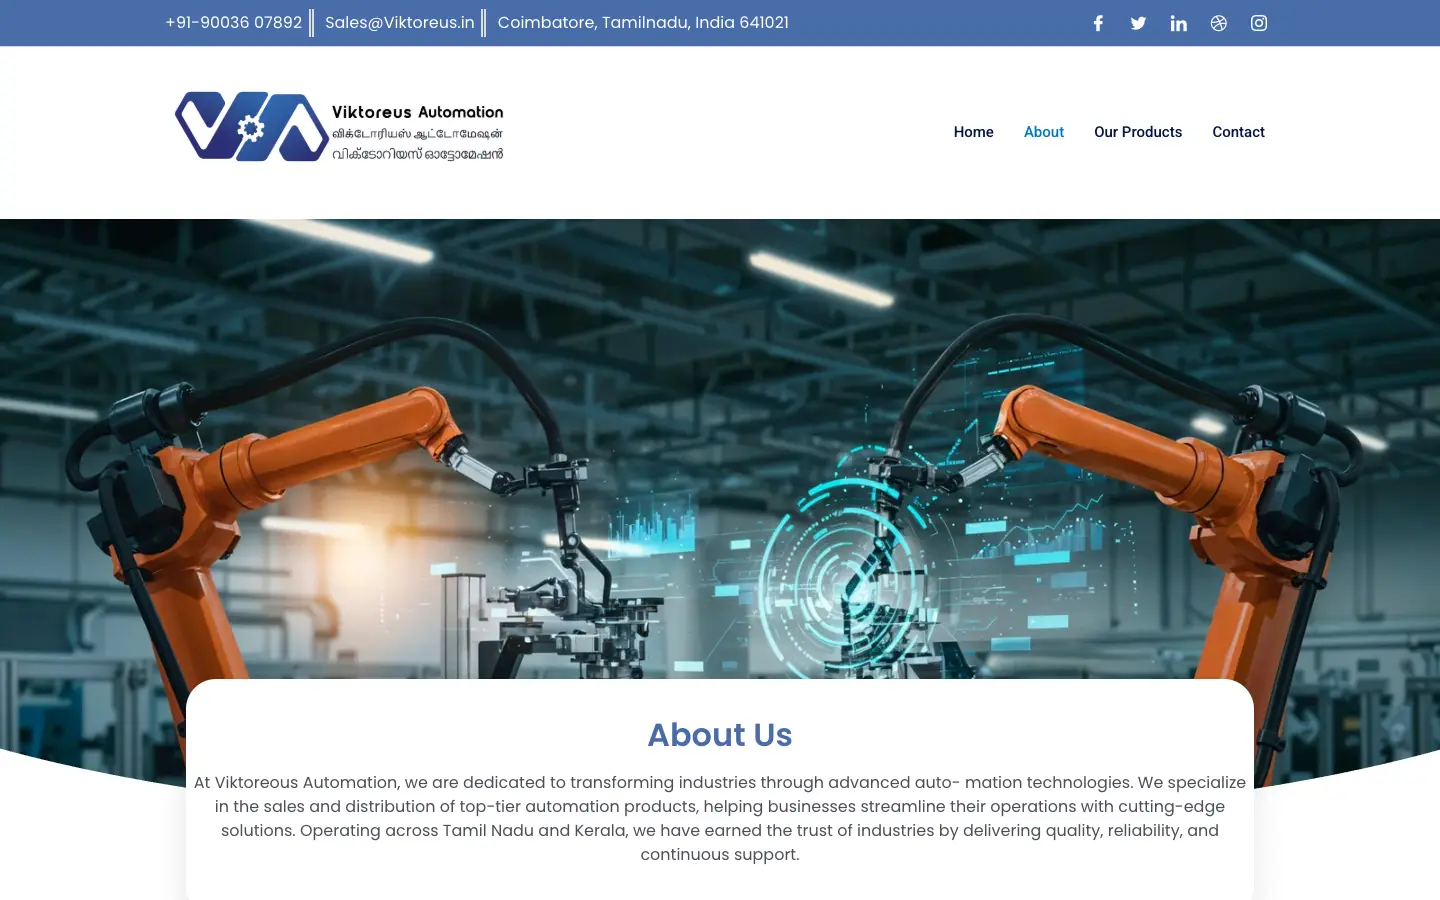 +91-90036 07892
Sales@Viktoreus.in
Coimbatore, Tamilnadu, India 641021
Viktoreus Automation
விக்டோரியஸ் ஆட்டோமேஷன்
വിക്ടോറിയസ് ഓട്ടോമേഷൻ
Home
About
Our Products
Contact
About Us
At Viktoreous Automation, we are dedicated to transforming industries through advanced auto- mation technologies. We specialize
in the sales and distribution of top-tier automation products, helping businesses streamline their operations with cutting-edge
solutions. Operating across Tamil Nadu and Kerala, we have earned the trust of industries by delivering quality, reliability, and
continuous support.